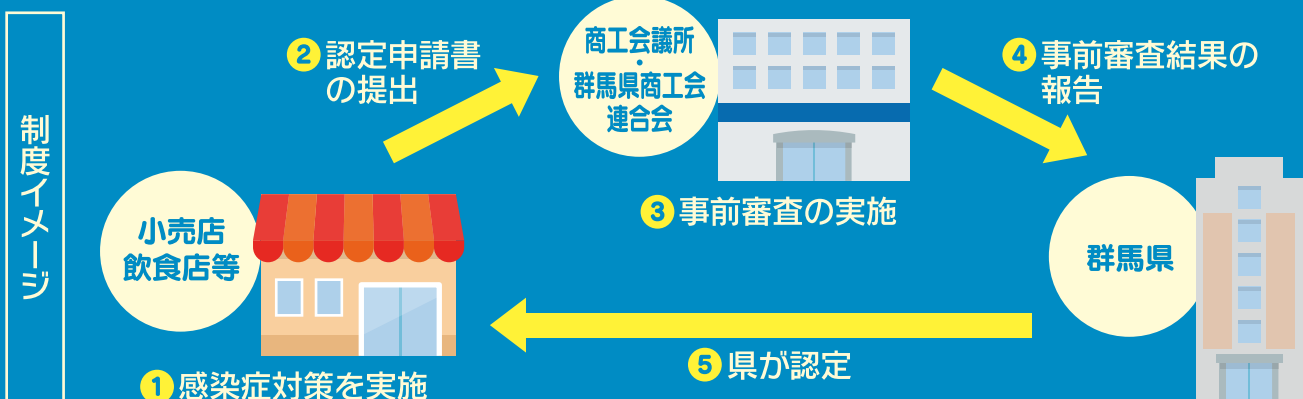 制度イメージ
① 感染症対策を実施
小売店
飲食店等
② 認定申請書
の提出
商工会議所
・
群馬県商工会
連合会
③ 事前審査の実施
④ 事前審査結果の
報告
群馬県
⑤ 県が認定